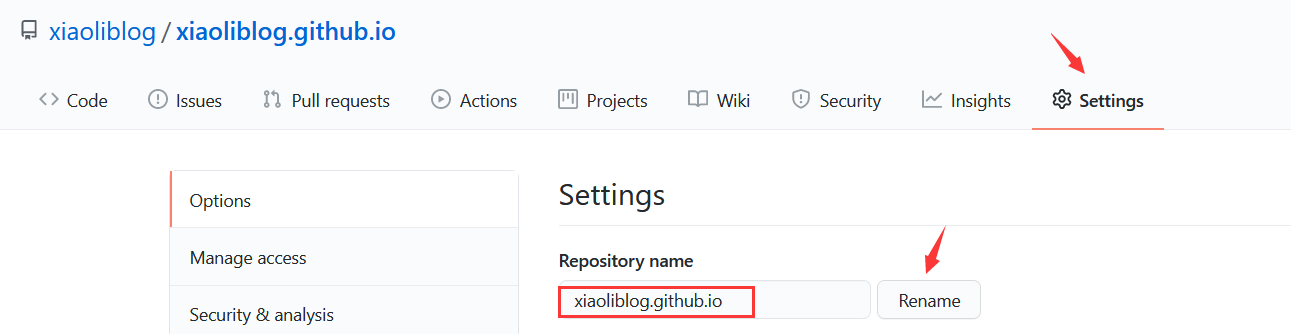 xiaoliblog / xiaoliblog.github.io
Code Issues Pull requests Actions Projects Wiki Security Insights Settings
Options
Manage access
Security & analysis
Settings
Repository name
xiaoliblog.github.io Rename